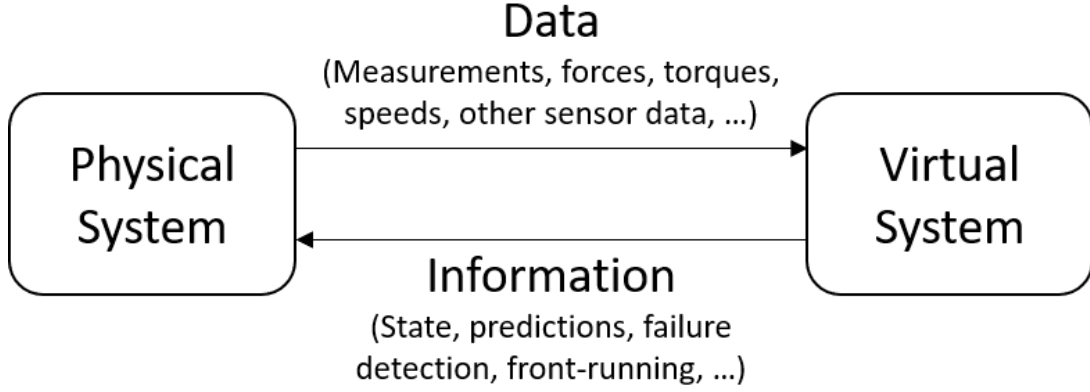 Data
(Measurements, forces, torques,
speeds, other sensor data, ...)
Physical
System
Virtual
System
Information
(State, predictions, failure
detection, front-running, ...)